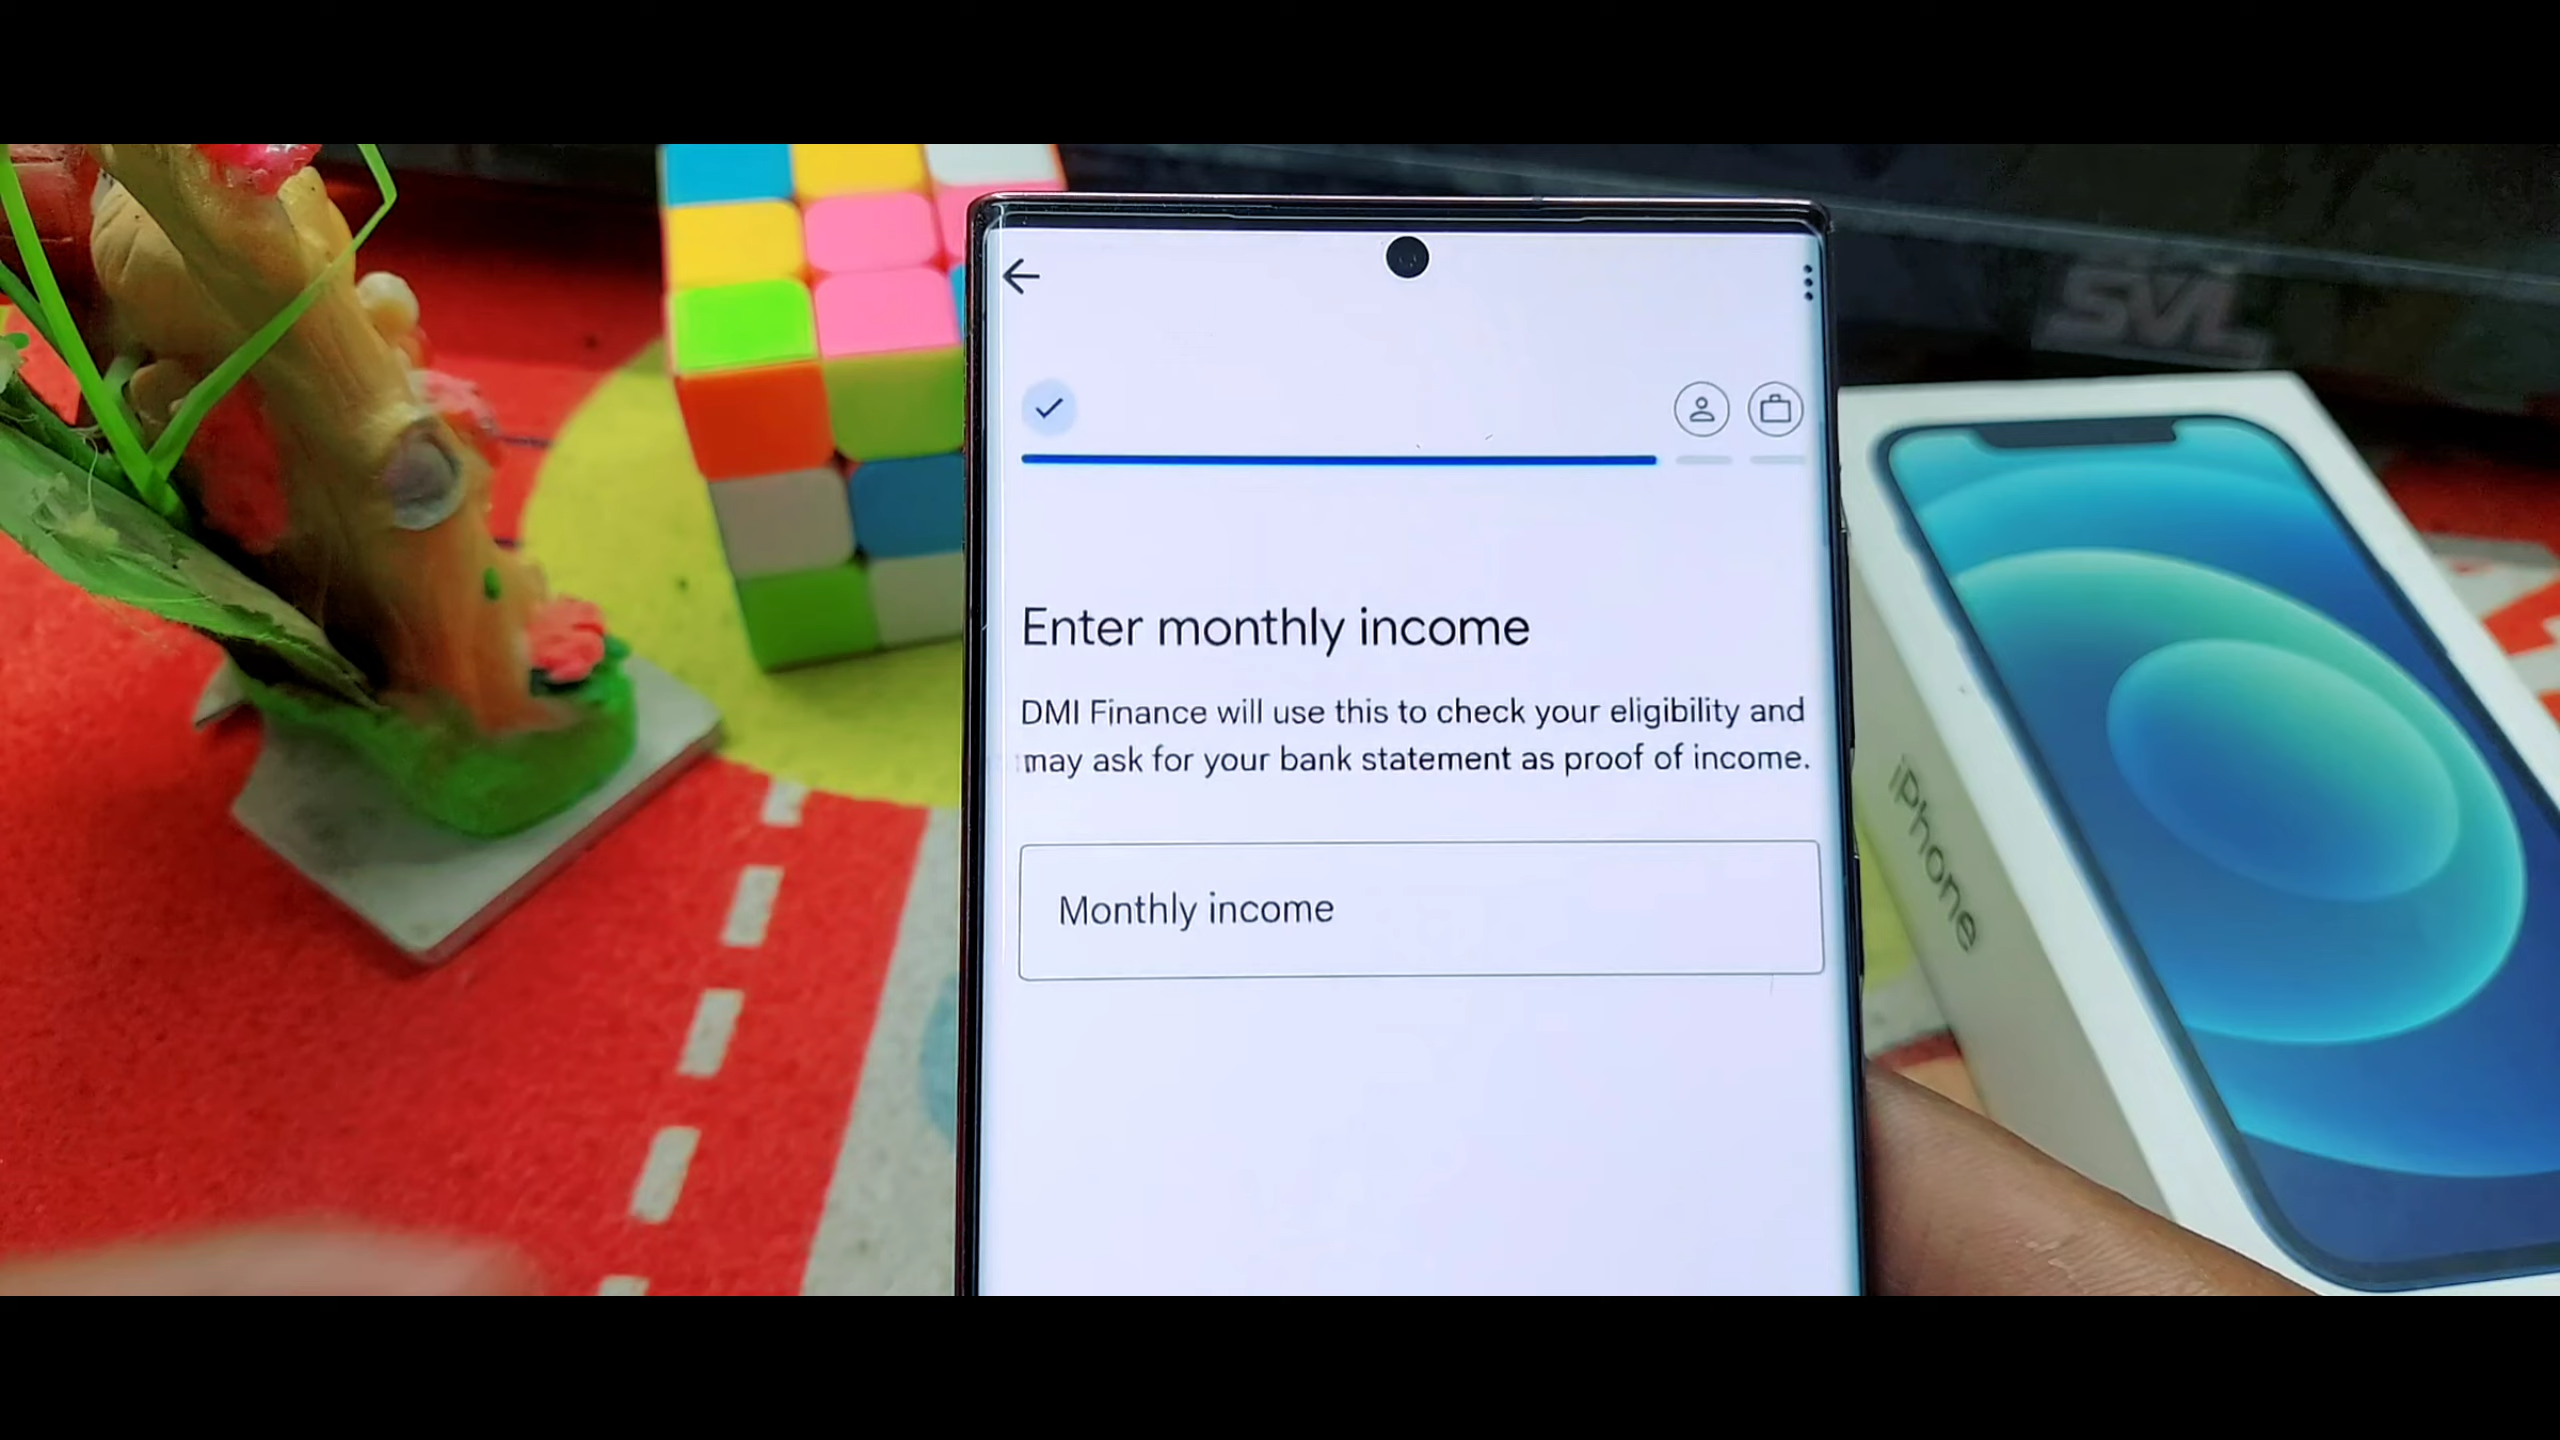 SVL
Enter monthly income
DMI Finance will use this to check your eligibility and
may ask for your bank statement as proof of income.
Monthly income
iPhone